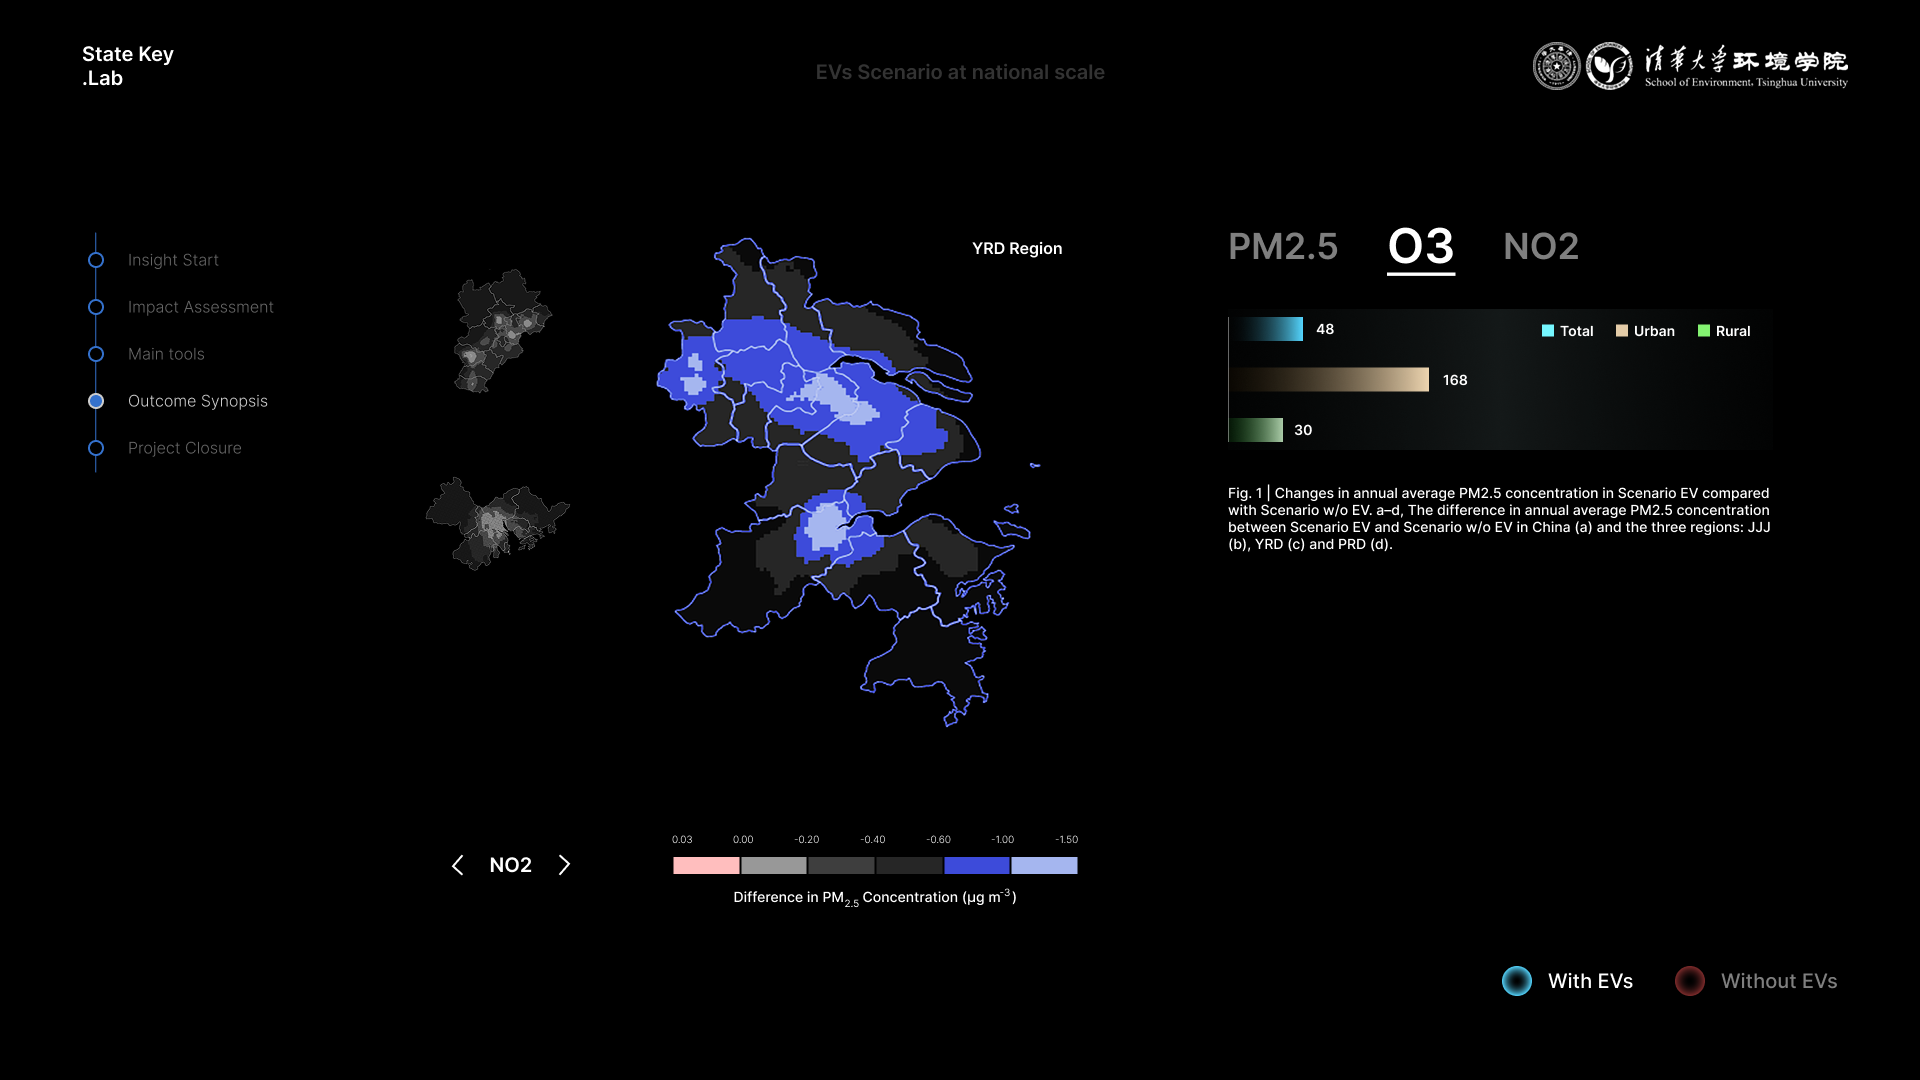 State Key
.Lab
EVs Scenario at national scale
清华大学环境学院
School of Environment, Tsinghua University
Insight Start
Impact Assessment
Main tools
Outcome Synopsis
Project Closure
YRD Region
PM2.5 O3 NO2
48
Total Urban Rural
168
30
Fig. 1 | Changes in annual average PM2.5 concentration in Scenario EV compared
with Scenario w/o EV. a–d, The difference in annual average PM2.5 concentration
between Scenario EV and Scenario w/o EV in China (a) and the three regions: JJJ
(b), YRD (c) and PRD (d).
0.03 0.00 -0.20 -0.40 -0.60 -1.00 -1.50
NO2
Difference in PM2.5 Concentration (µg m-3)
With EVs Without EVs